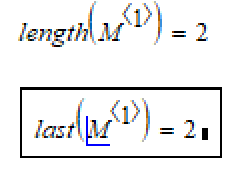 length(M⟨1⟩) = 2
last(M⟨1⟩) = 2